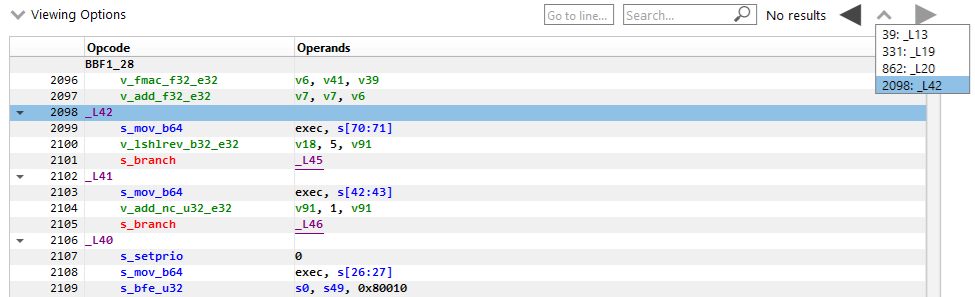 Viewing Options Go to line... Search... No results
39: _L13
331: _L19
862: _L20
2098: _L42
Opcode Operands
BBF1_28
2096 v_fmac_f32_e32 v6, v41, v39
2097 v_add_f32_e32 v7, v7, v6
2098 _L42
2099 s_mov_b64 exec, s[70:71]
2100 v_lshlrev_b32_e32 v18, 5, v91
2101 s_branch _L45
2102 _L41
2103 s_mov_b64 exec, s[42:43]
2104 v_add_nc_u32_e32 v91, 1, v91
2105 s_branch _L46
2106 _L40
2107 s_setprio 0
2108 s_mov_b64 exec, s[26:27]
2109 s_bfe_u32 s0, s49, 0x80010